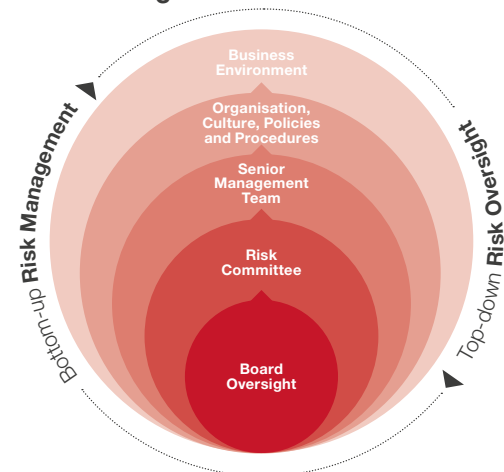 Business
Environment
Organisation,
Culture, Policies
and Procedures
Senior
Management
Team
Risk
Committee
Board
Oversight
Bottom-up Risk Management
Top-down Risk Oversight